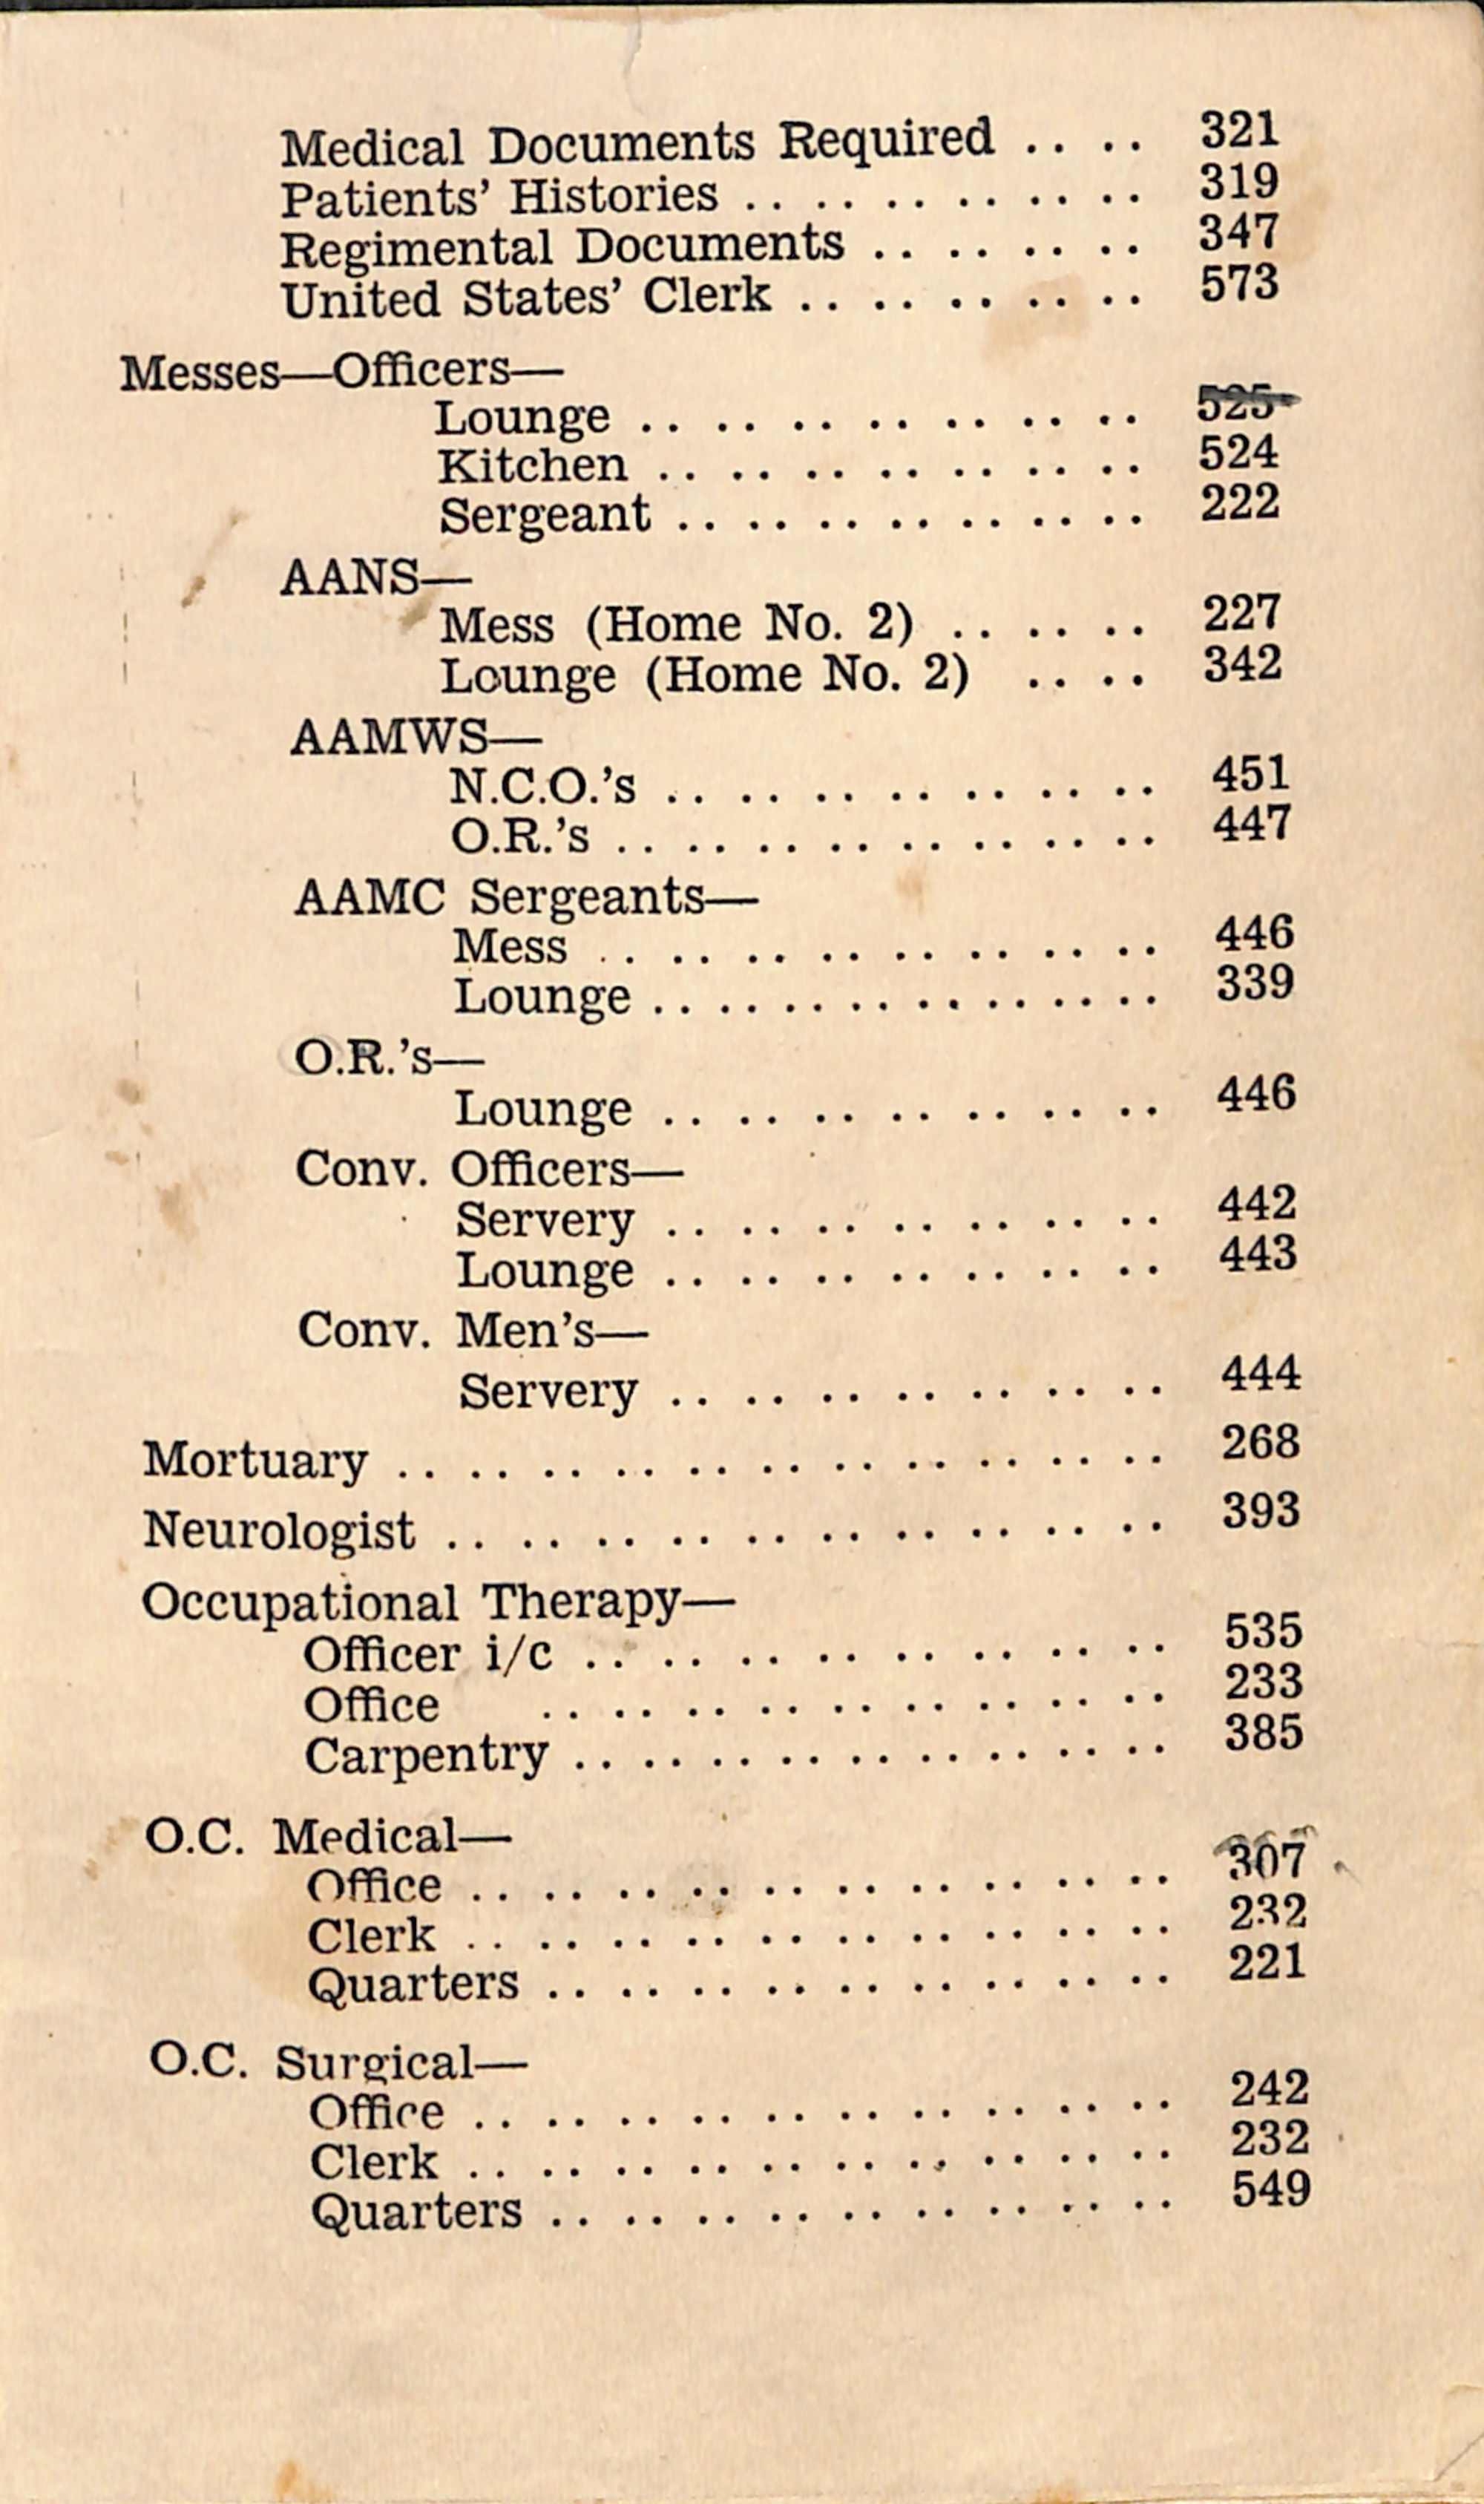 Medical Documents Required .. .. 321
Patients’ Histories .. .. .. .. .. .. 319
Regimental Documents .. .. .. .. 347
United States’ Clerk .. .. .. .. .. 573
Messes—Officers—
Lounge .. .. .. .. .. .. .. 525
Kitchen .. .. .. .. .. .. .. 524
Sergeant .. .. .. .. .. .. .. 222
AANS—
Mess (Home No. 2) .. .. .. 227
Lounge (Home No. 2) .. .. 342
AAMWS—
N.C.O.’s .. .. .. .. .. .. .. 451
O.R.’s .. .. .. .. .. .. .. .. 447
AAMC Sergeants—
Mess .. .. .. .. .. .. .. .. 446
Lounge .. .. .. .. .. .. .. .. 339
O.R.’s—
Lounge .. .. .. .. .. .. .. 446
Conv. Officers—
Servery .. .. .. .. .. .. .. 442
Lounge .. .. .. .. .. .. .. 443
Conv. Men’s—
Servery .. .. .. .. .. .. .. 444
Mortuary .. .. .. .. .. .. .. .. .. .. .. 268
Neurologist .. .. .. .. .. .. .. .. .. .. 393
Occupational Therapy—
Officer i/c .. .. .. .. .. .. .. .. 535
Office .. .. .. .. .. .. .. .. .. 233
Carpentry .. .. .. .. .. .. .. .. .. 385
O.C. Medical—
Office .. .. .. .. .. .. .. .. .. .. 307
Clerk .. .. .. .. .. .. .. .. .. .. 232
Quarters .. .. .. .. .. .. .. .. .. 221
O.C. Surgical—
Office .. .. .. .. .. .. .. .. .. .. 242
Clerk .. .. .. .. .. .. .. .. .. .. 232
Quarters .. .. .. .. .. .. .. .. .. 549